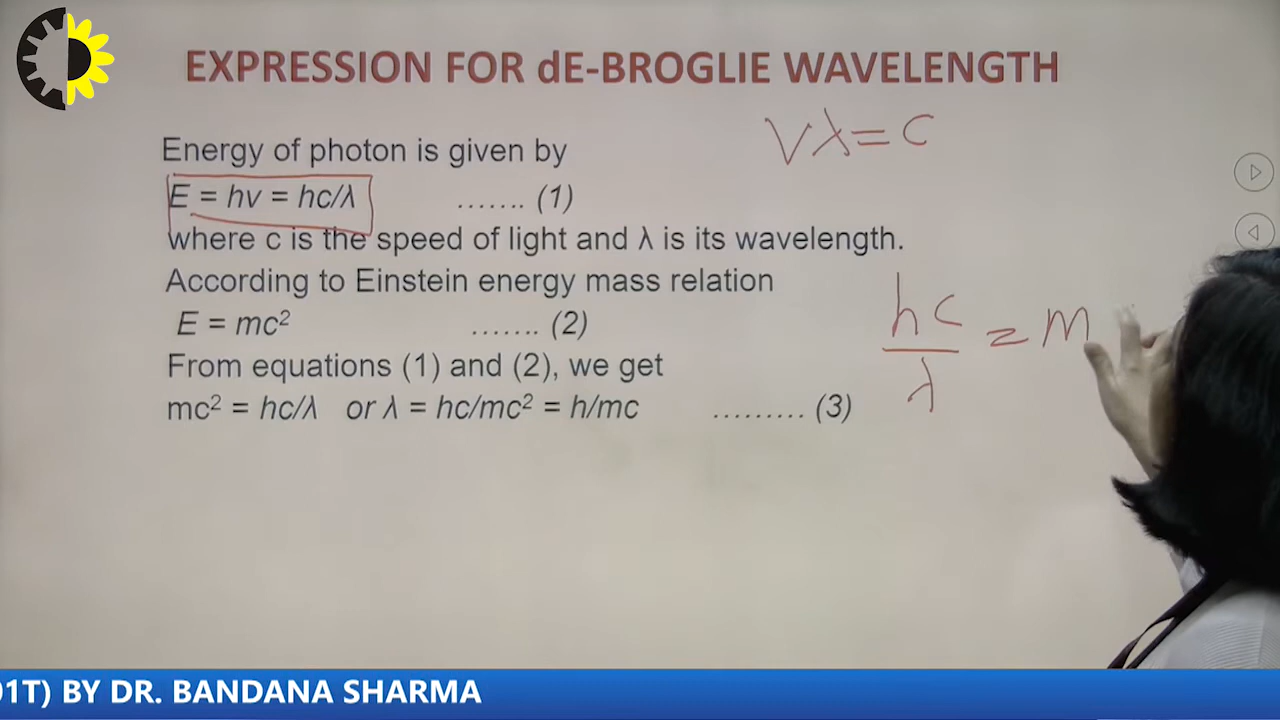 EXPRESSION FOR dE-BROGLIE WAVELENGTH
νλ = c
Energy of photon is given by
E = hv = hc/λ ……. (1)
where c is the speed of light and λ is its wavelength.
According to Einstein energy mass relation
E = mc² ……. (2)
hc/λ = m
From equations (1) and (2), we get
mc² = hc/λ or λ = hc/mc² = h/mc ……… (3)
01T) BY DR. BANDANA SHARMA